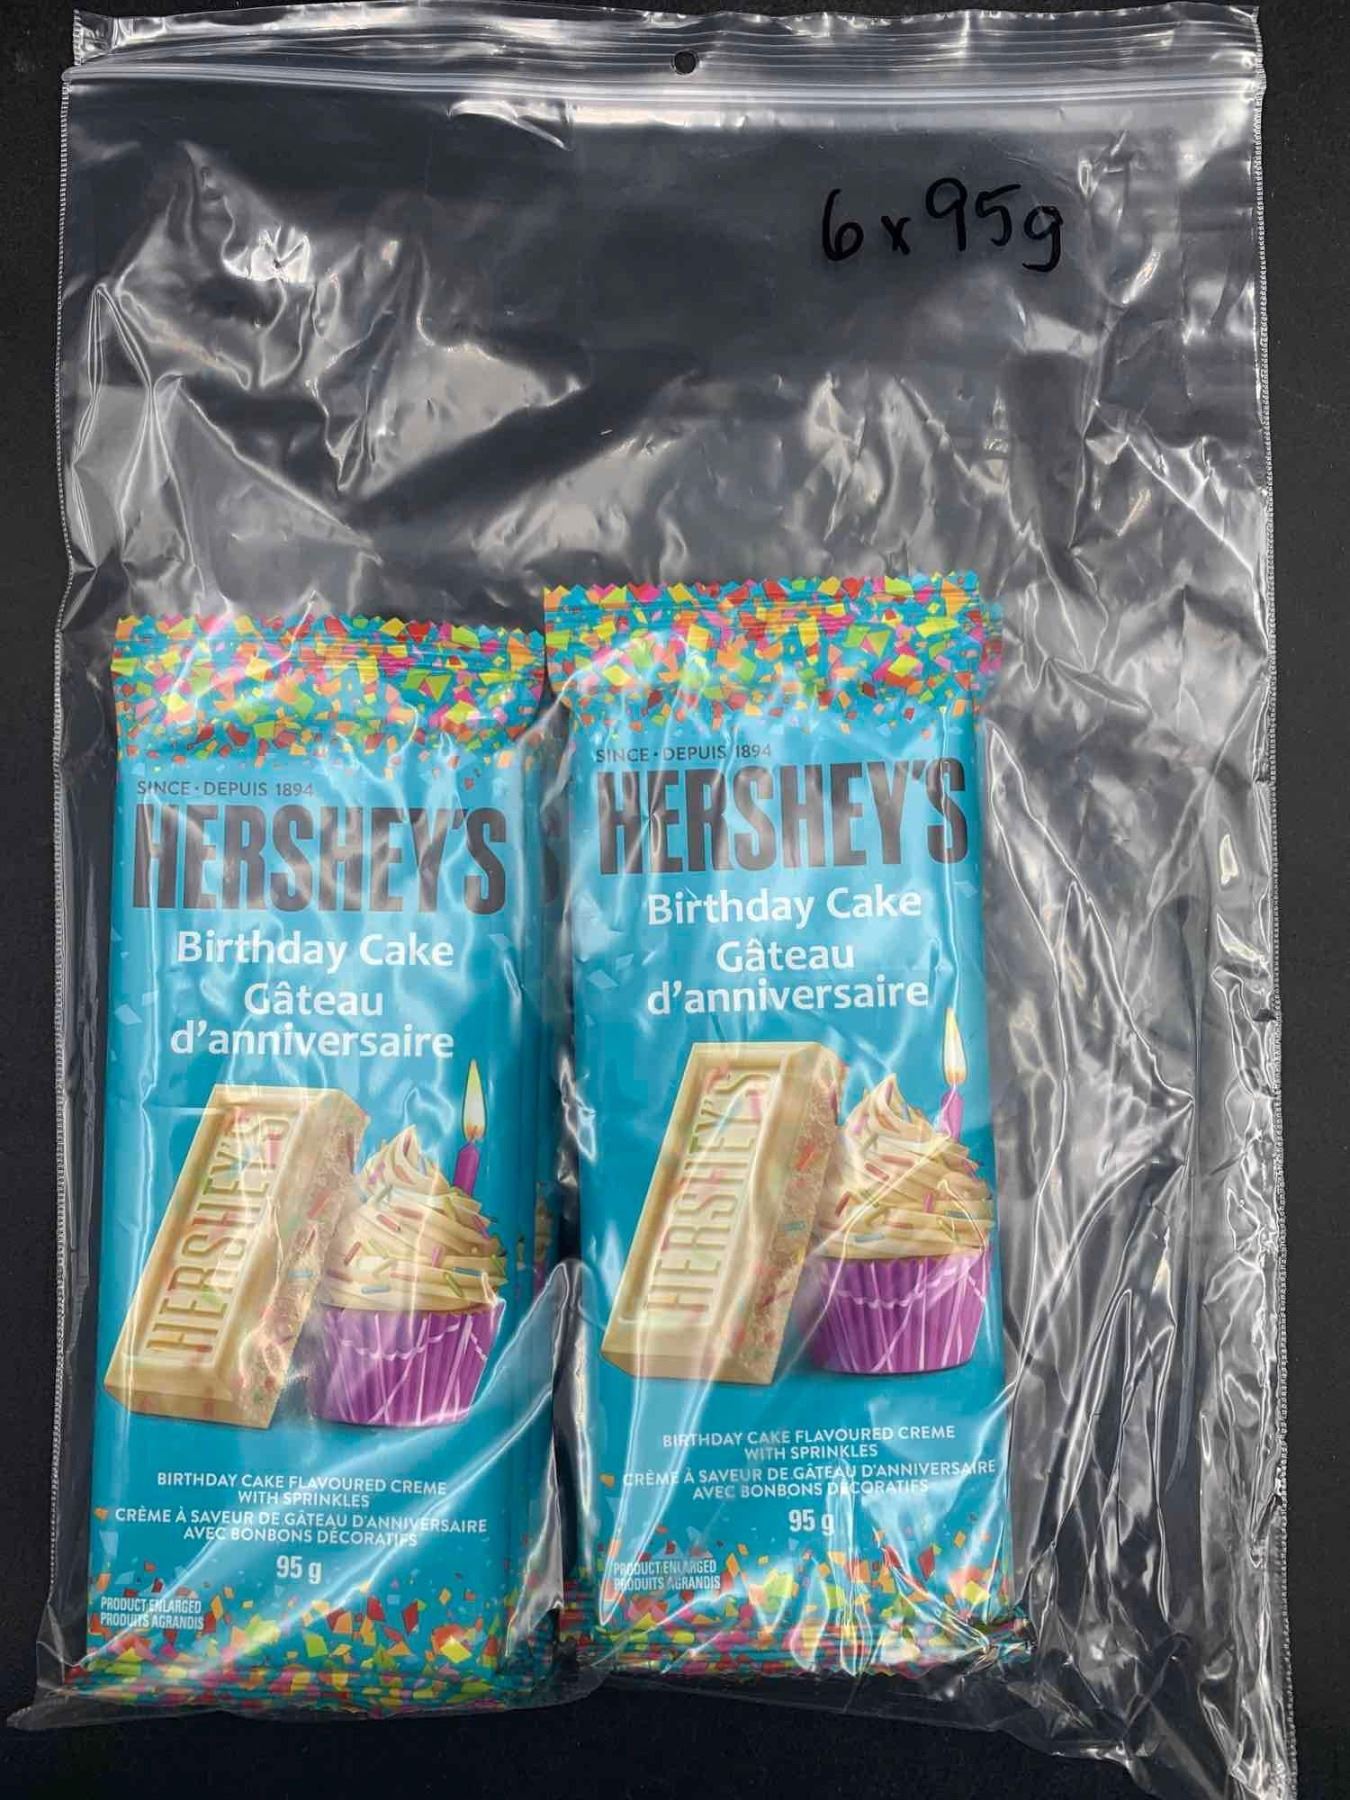 6x95g
SINCE · DEPUIS 1894
HERSHEY'S
Birthday Cake
Gâteau
d'anniversaire
HERSHEY'S
BIRTHDAY CAKE FLAVOURED CREME
WITH SPRINKLES
CRÈME À SAVEUR DE GÂTEAU D'ANNIVERSAIRE
AVEC BONBONS DÉCORATIFS
95 g
PRODUCT ENLARGED
PRODUITS AGRANDIS
SINCE · DEPUIS 1894
HERSHEY'S
Birthday Cake
Gâteau
d'anniversaire
HERSHEY'S
BIRTHDAY CAKE FLAVOURED CREME
WITH SPRINKLES
CRÈME À SAVEUR DE GÂTEAU D'ANNIVERSAIRE
AVEC BONBONS DÉCORATIFS
95 g
PRODUCT ENLARGED
PRODUITS AGRANDIS